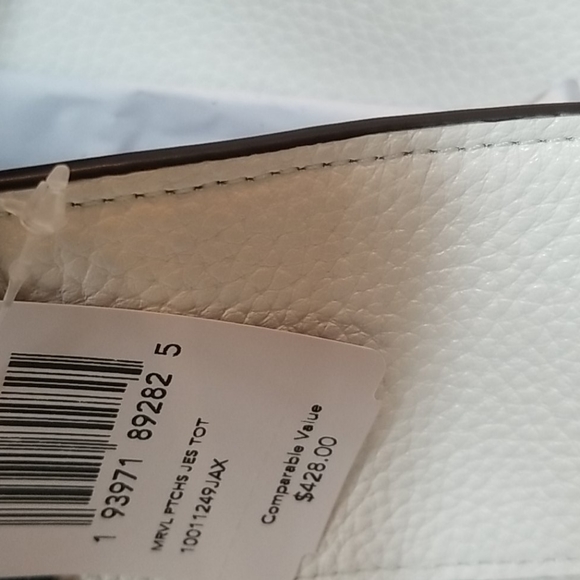 1 93971 89282 5
MRVL PTCHS JES TOT
10011249JAX
Comparable Value
$428.00